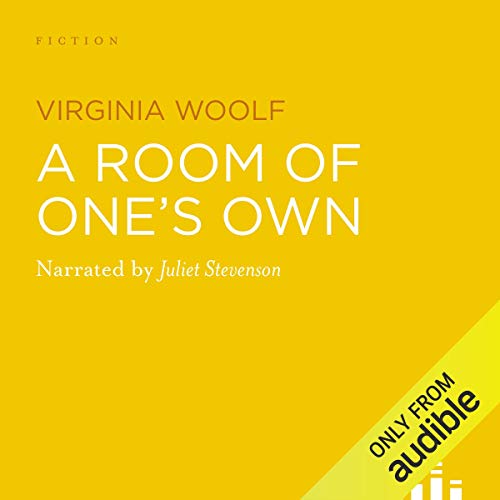 FICTION
VIRGINIA WOOLF
A ROOM OF
ONE'S OWN
Narrated by Juliet Stevenson
ONLY FROM
audible